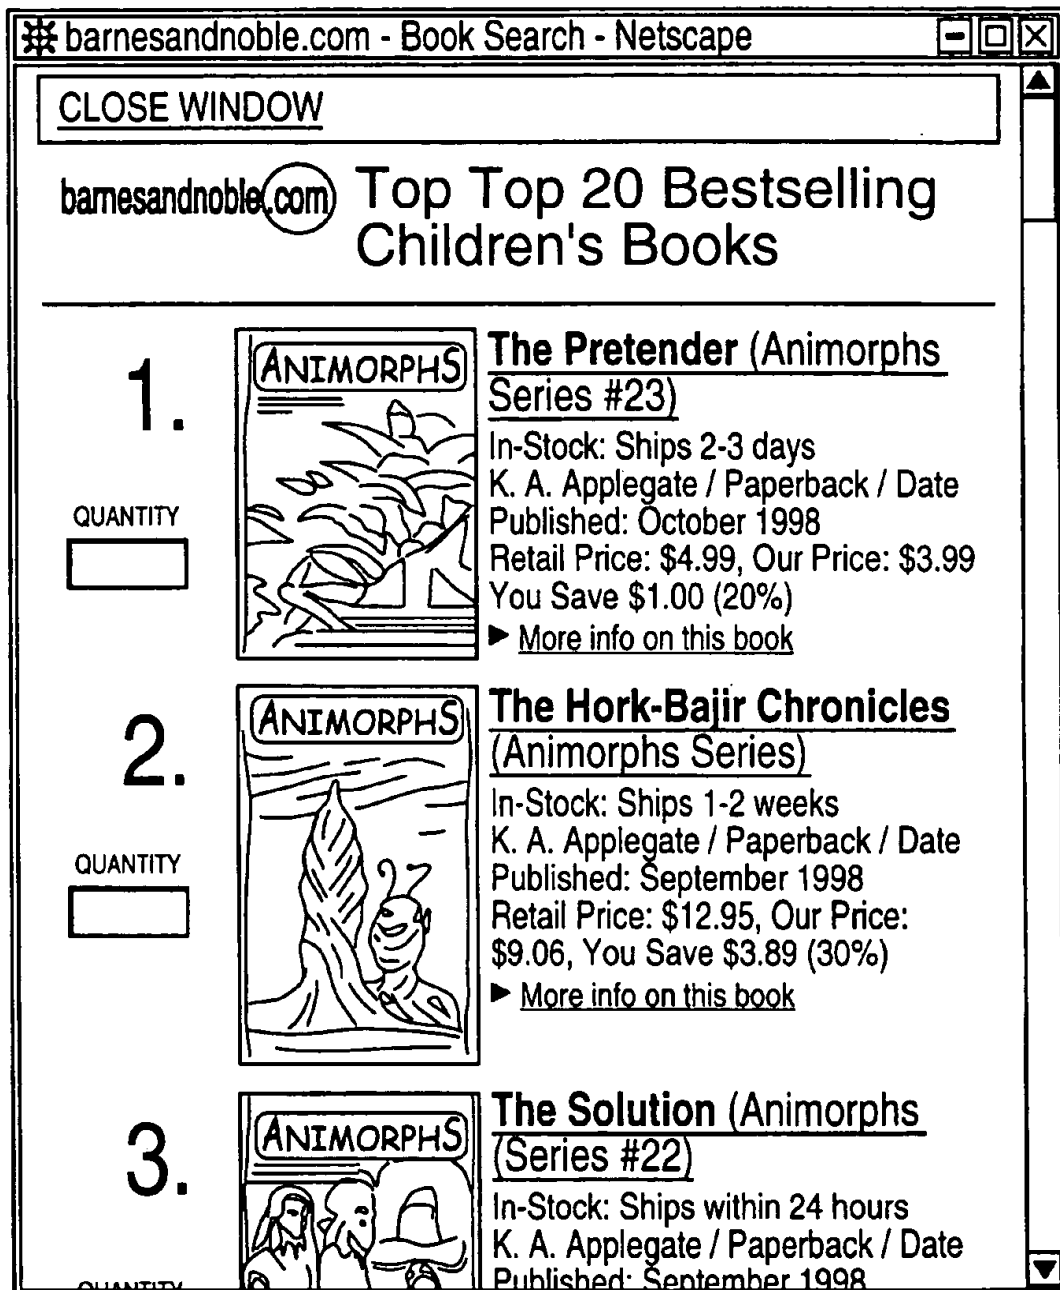 barnesandnoble.com - Book Search - Netscape
CLOSE WINDOW
barnesandnoble.com
Top Top 20 Bestselling
Children's Books
1.
QUANTITY
ANIMORPHS
The Pretender (Animorphs
Series #23)
In-Stock: Ships 2-3 days
K. A. Applegate / Paperback / Date
Published: October 1998
Retail Price: $4.99, Our Price: $3.99
You Save $1.00 (20%)
More info on this book
2.
QUANTITY
ANIMORPHS
The Hork-Bajir Chronicles
(Animorphs Series)
In-Stock: Ships 1-2 weeks
K. A. Applegate / Paperback / Date
Published: September 1998
Retail Price: $12.95, Our Price:
$9.06, You Save $3.89 (30%)
More info on this book
3.
QUANTITY
ANIMORPHS
The Solution (Animorphs
(Series #22)
In-Stock: Ships within 24 hours
K. A. Applegate / Paperback / Date
Published: September 1998